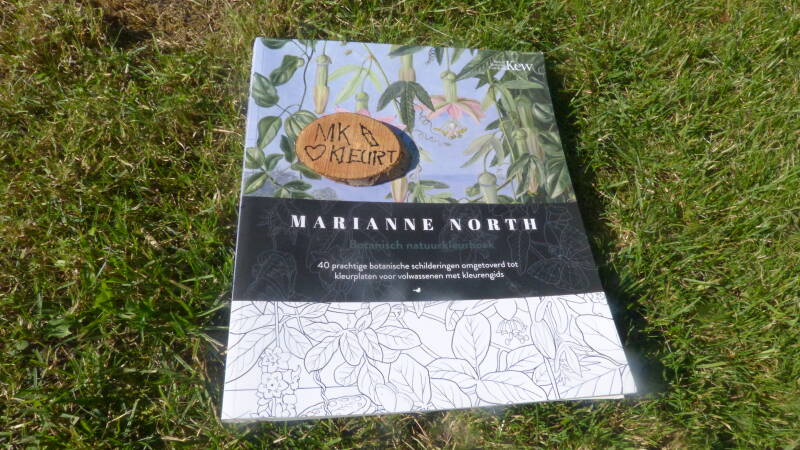 Kew
MK
KLEURT
MARIANNE NORTH
Botanisch natuurkleurboek
40 prachtige botanische schilderingen omgetoverd tot
kleurplaten voor volwassenen met kleurengids